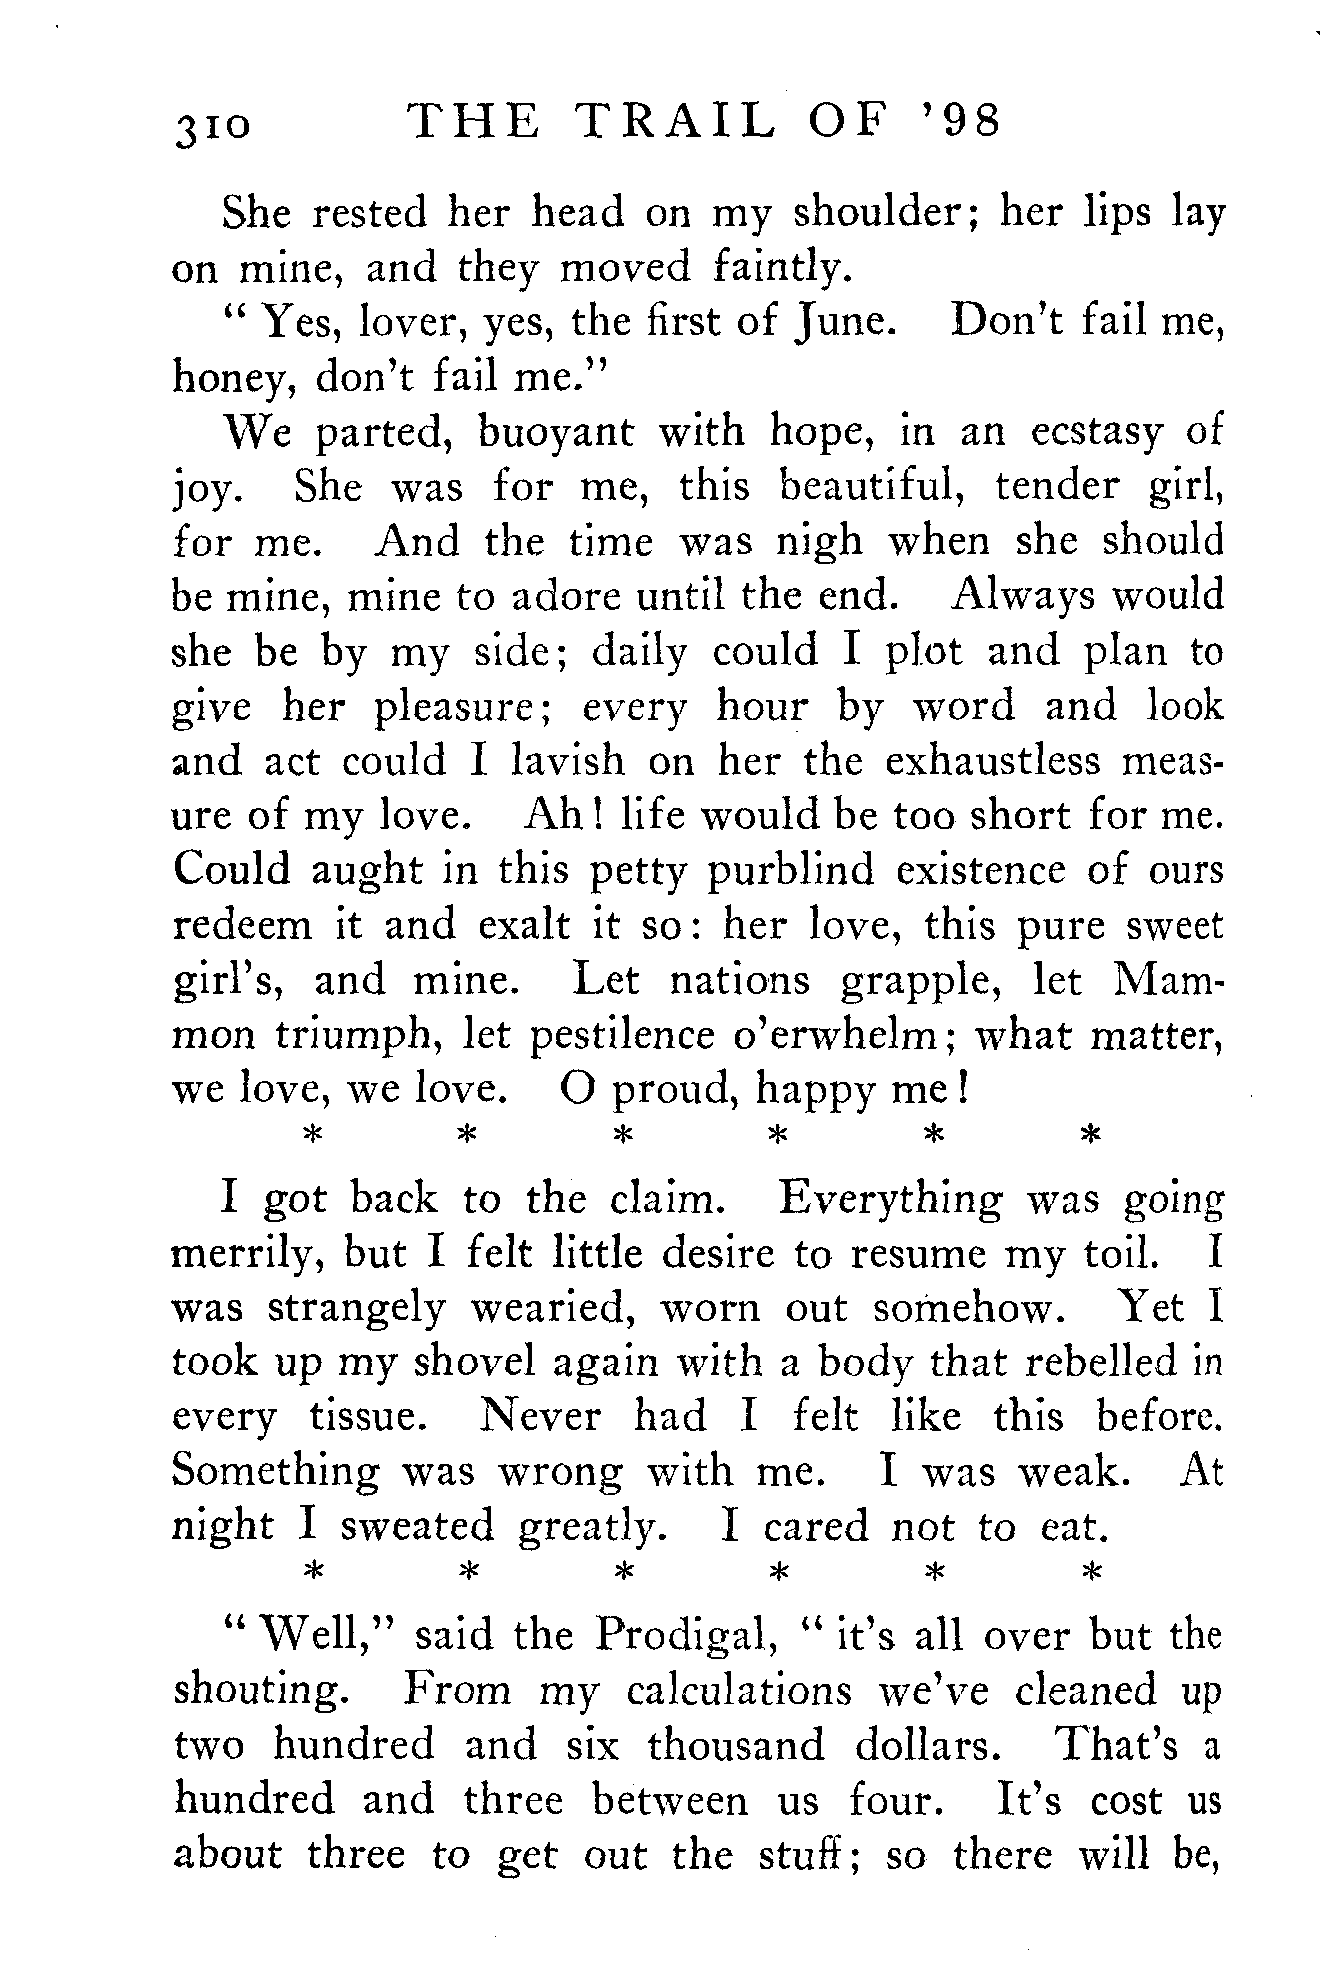 310 THE TRAIL OF '98
She rested her head on my shoulder; her lips lay
on mine, and they moved faintly.
" Yes, lover, yes, the first of June. Don't fail me,
honey, don't fail me."
We parted, buoyant with hope, in an ecstasy of
joy. She was for me, this beautiful, tender girl,
for me. And the time was nigh when she should
be mine, mine to adore until the end. Always would
she be by my side; daily could I plot and plan to
give her pleasure; every hour by word and look
and act could I lavish on her the exhaustless meas-
ure of my love. Ah! life would be too short for me.
Could aught in this petty purblind existence of ours
redeem it and exalt it so: her love, this pure sweet
girl's, and mine. Let nations grapple, let Mam-
mon triumph, let pestilence o'erwhelm; what matter,
we love, we love. O proud, happy me!
* * * * * *
I got back to the claim. Everything was going
merrily, but I felt little desire to resume my toil. I
was strangely wearied, worn out somehow. Yet I
took up my shovel again with a body that rebelled in
every tissue. Never had I felt like this before.
Something was wrong with me. I was weak. At
night I sweated greatly. I cared not to eat.
* * * * * *
" Well," said the Prodigal, " it's all over but the
shouting. From my calculations we've cleaned up
two hundred and six thousand dollars. That's a
hundred and three between us four. It's cost us
about three to get out the stuff; so there will be,